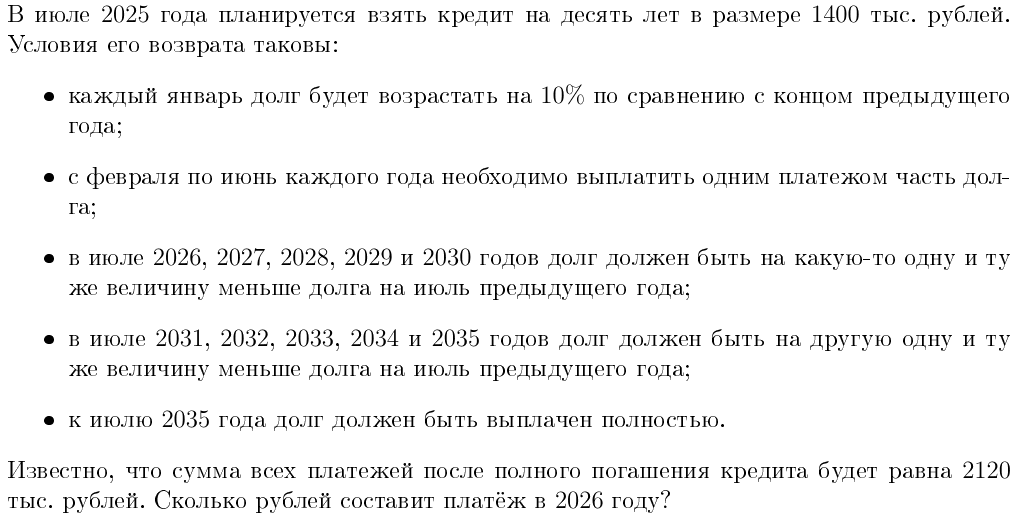 В июле 2025 года планируется взять кредит на десять лет в размере 1400 тыс. рублей.
Условия его возврата таковы:
• каждый январь долг будет возрастать на 10% по сравнению с концом предыдущего
года;
• с февраля по июнь каждого года необходимо выплатить одним платежом часть дол-
га;
• в июле 2026, 2027, 2028, 2029 и 2030 годов долг должен быть на какую-то одну и ту
же величину меньше долга на июль предыдущего года;
• в июле 2031, 2032, 2033, 2034 и 2035 годов долг должен быть на другую одну и ту
же величину меньше долга на июль предыдущего года;
• к июлю 2035 года долг должен быть выплачен полностью.
Известно, что сумма всех платежей после полного погашения кредита будет равна 2120
тыс. рублей. Сколько рублей составит платёж в 2026 году?